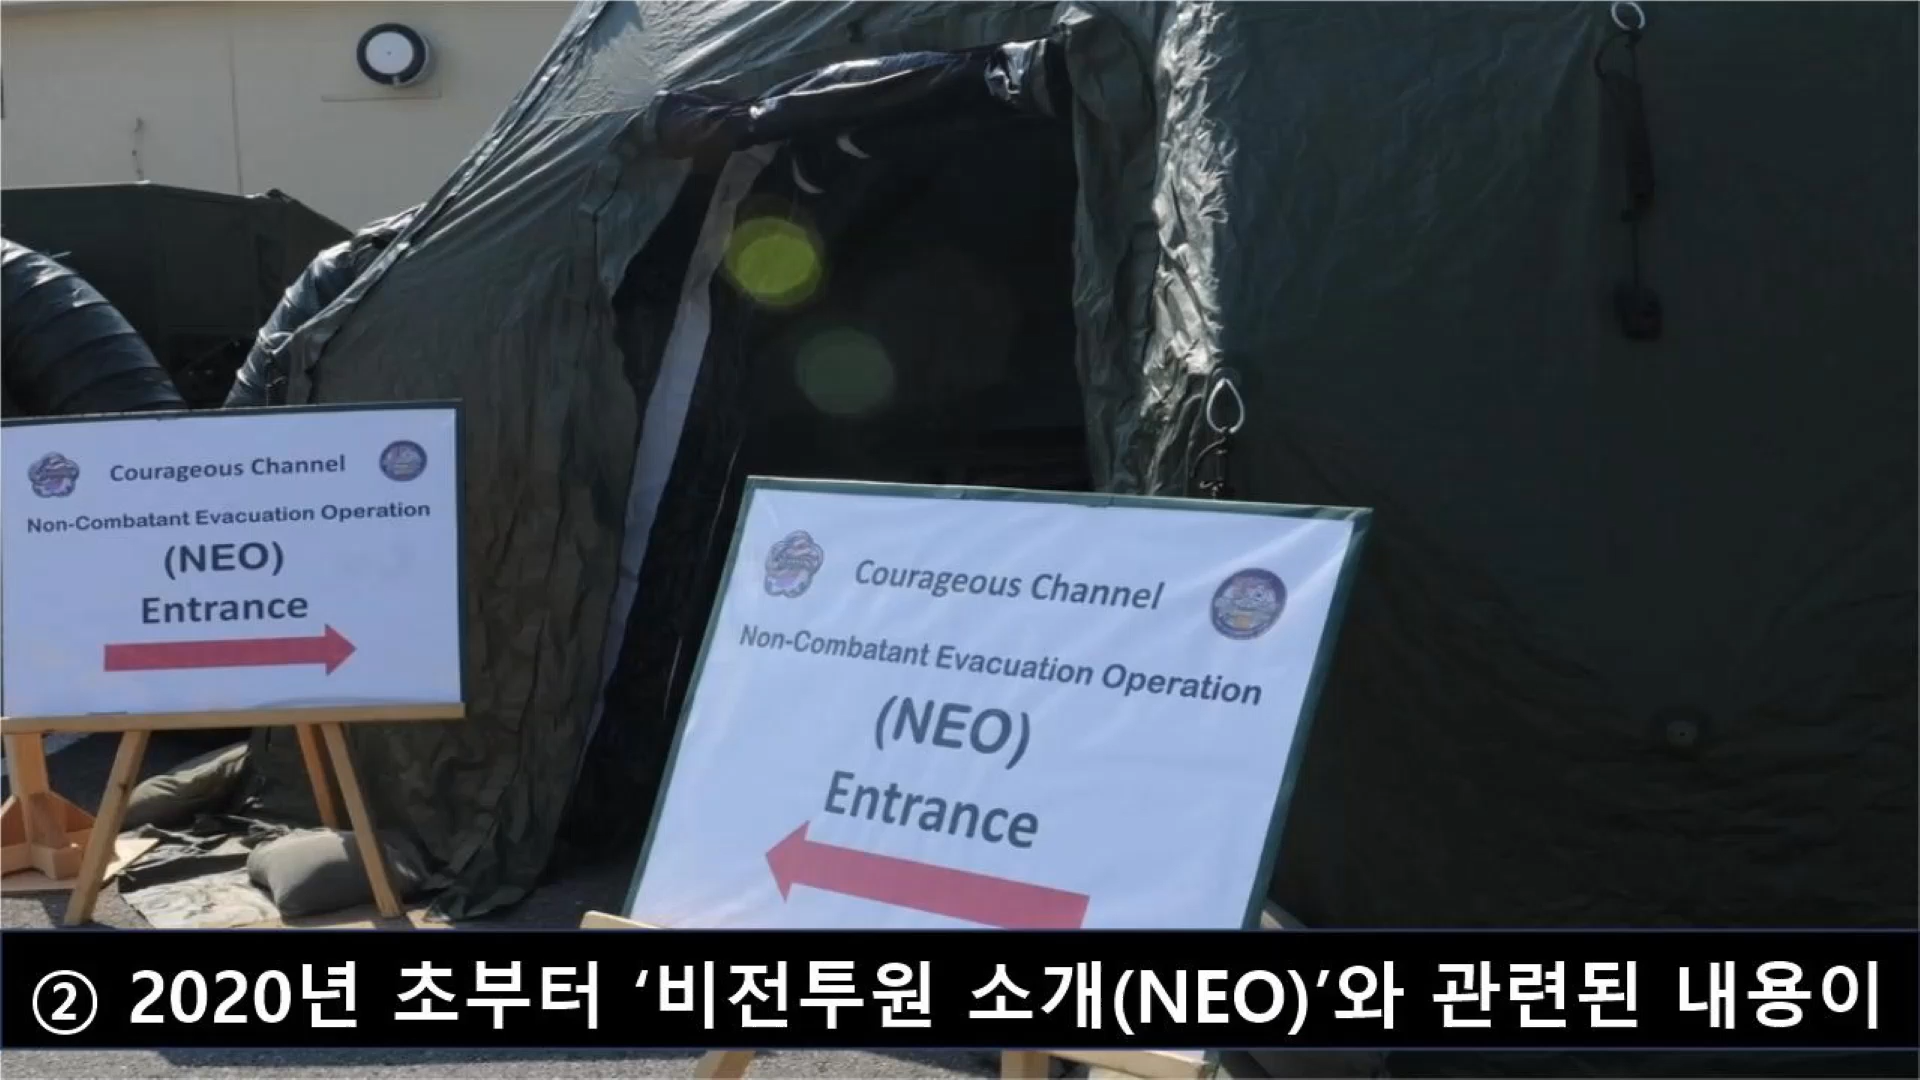 Courageous Channel
Non-Combatant Evacuation Operation
(NEO)
Entrance
Courageous Channel
Non-Combatant Evacuation Operation
(NEO)
Entrance
② 2020년 초부터 ‘비전투원 소개(NEO)’와 관련된 내용이